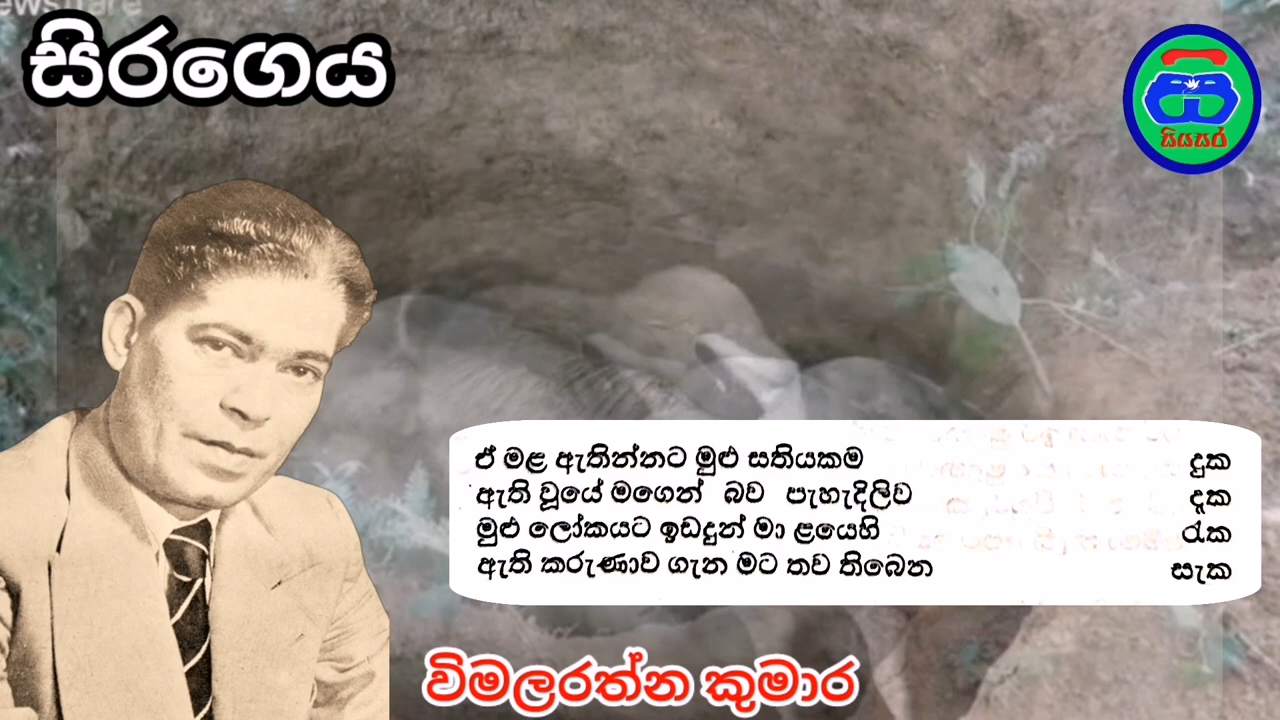 සිරගෙය
සියසර
ඒ මළ ඇතින්නට මුළු සතියකම දුක
ඇති වූයේ මගෙන් බව පැහැදිලිව දැක
මුළු ලෝකයට ඉඩදුන් මා ළයෙහි රැක
ඇති කරුණාව ගැන මට තව තිබෙන සැක
විමලරත්න කුමාර